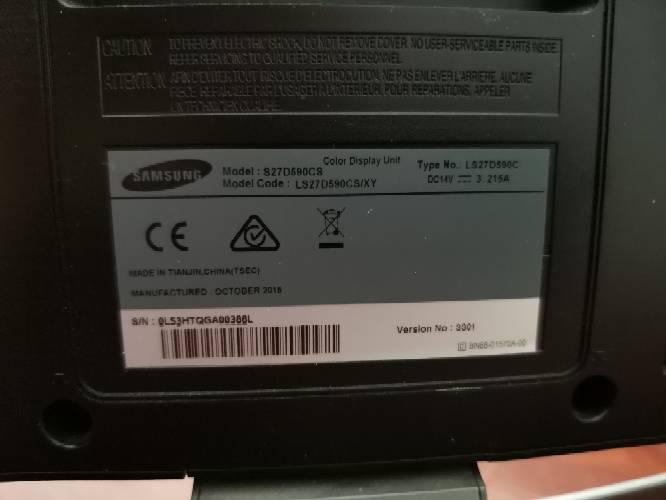 CAUTION TO PREVENT ELECTRIC SHOCK, DO NOT REMOVE COVER. NO USER-SERVICEABLE PARTS INSIDE.
REFER SERVICING TO QUALIFIED SERVICE PERSONNEL.
ATTENTION AFIN D'EVITER TOUT RISQUE D'ELECTROCUTION, NE PAS ENLEVER L'ARRIERE. AUCUNE
PIECE REPARABLE PAR L'USAGER A L'INTERIEUR, POUR REPARATIONS, APPELER
UN TECHNICIEN QUALIFIE.
SAMSUNG
Color Display Unit
Model : S27D590CS
Model Code : LS27D590CS/XY
Type No. : LS27D590C
DC14V 3.215A
CE
MADE IN TIANJIN,CHINA(TSEC)
MANUFACTURED : OCTOBER
S/N :
Version No :